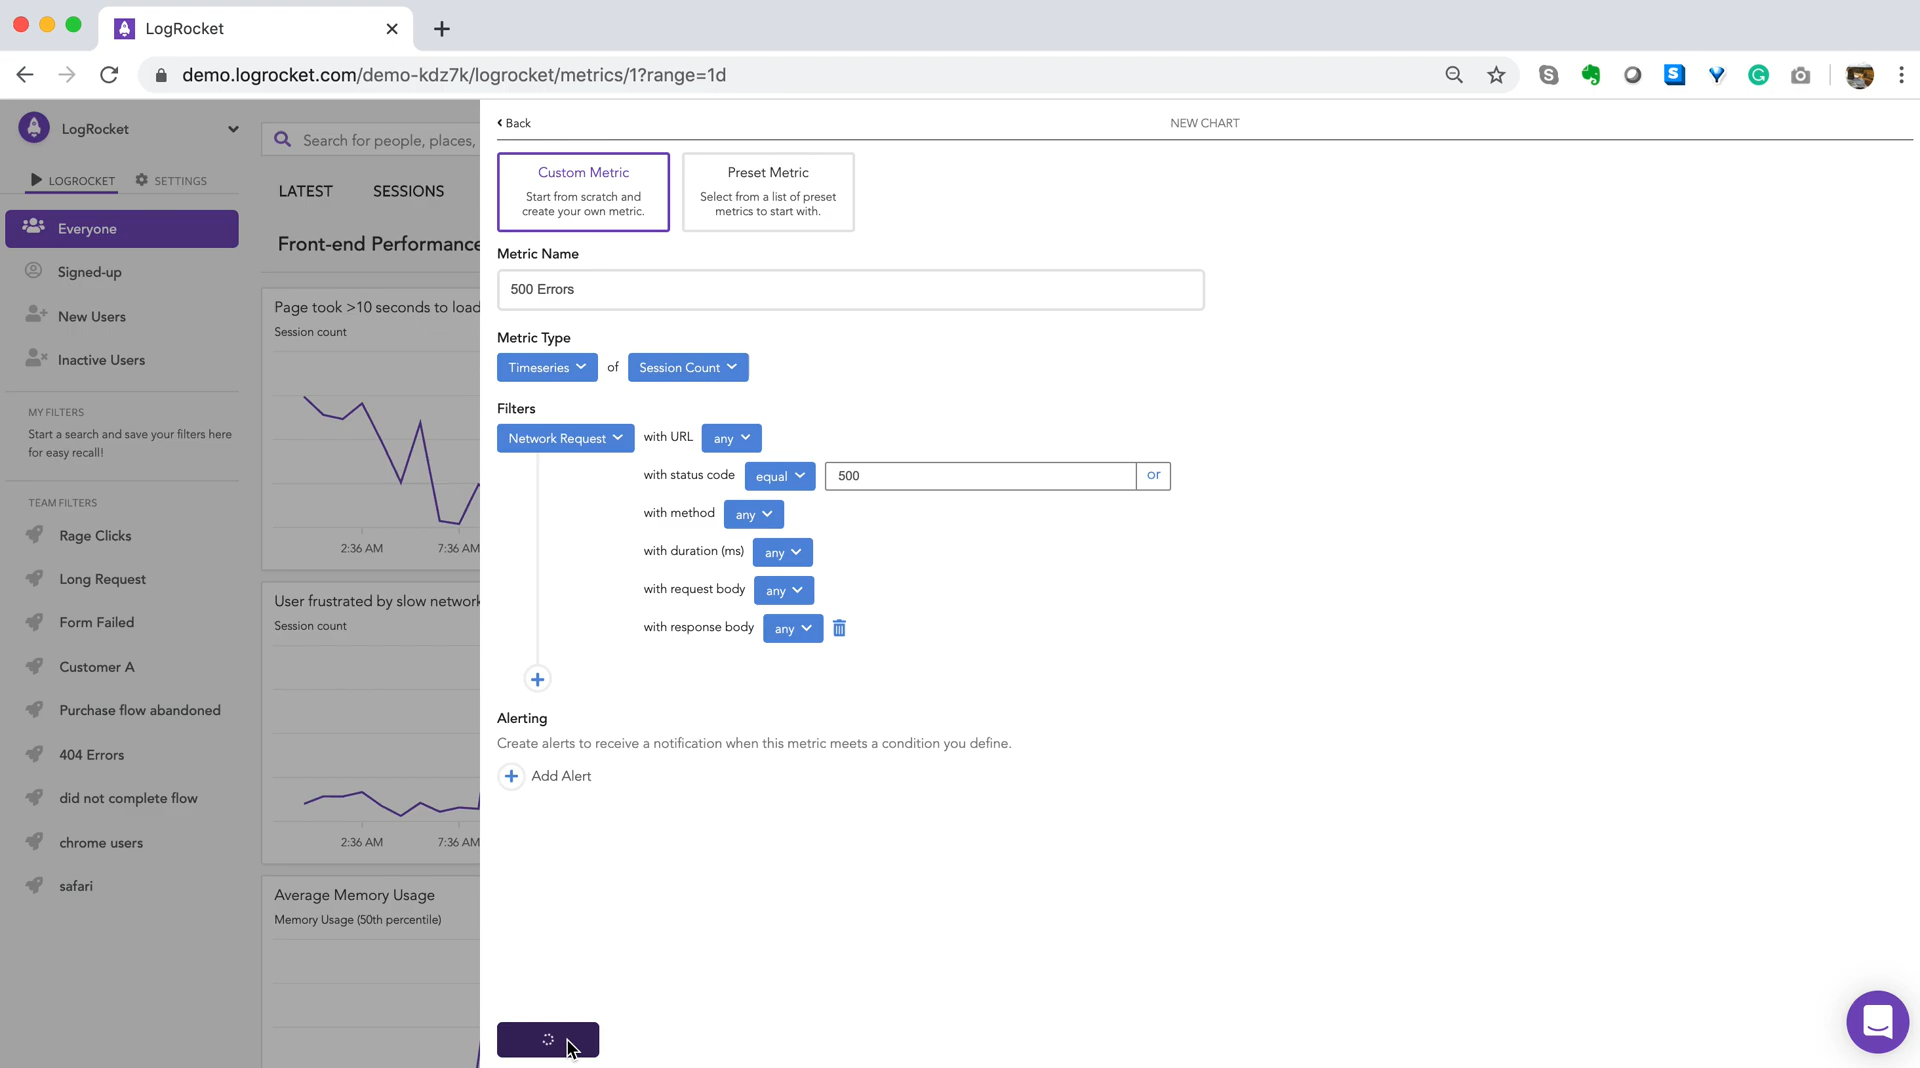 LogRocket
demo.logrocket.com/demo-kdz7k/logrocket/metrics/1?range=1d
LogRocket
LOGROCKET
SETTINGS
Everyone
Signed-up
New Users
Inactive Users
MY FILTERS
Start a search and save your filters here
for easy recall!
TEAM FILTERS
Rage Clicks
Long Request
Form Failed
Customer A
Purchase flow abandoned
404 Errors
did not complete flow
chrome users
safari
Search for people, places,
LATEST SESSIONS
Front-end Performance
Page took >10 seconds to load
Session count
2:36 AM 7:36 AM
User frustrated by slow network
Session count
2:36 AM 7:36 AM
Average Memory Usage
Memory Usage (50th percentile)
Back
NEW CHART
Custom Metric
Start from scratch and
create your own metric.
Preset Metric
Select from a list of preset
metrics to start with.
Metric Name
500 Errors
Metric Type
Timeseries of Session Count
Filters
Network Request with URL any
with status code equal 500 or
with method any
with duration (ms) any
with request body any
with response body any
Alerting
Create alerts to receive a notification when this metric meets a condition you define.
Add Alert